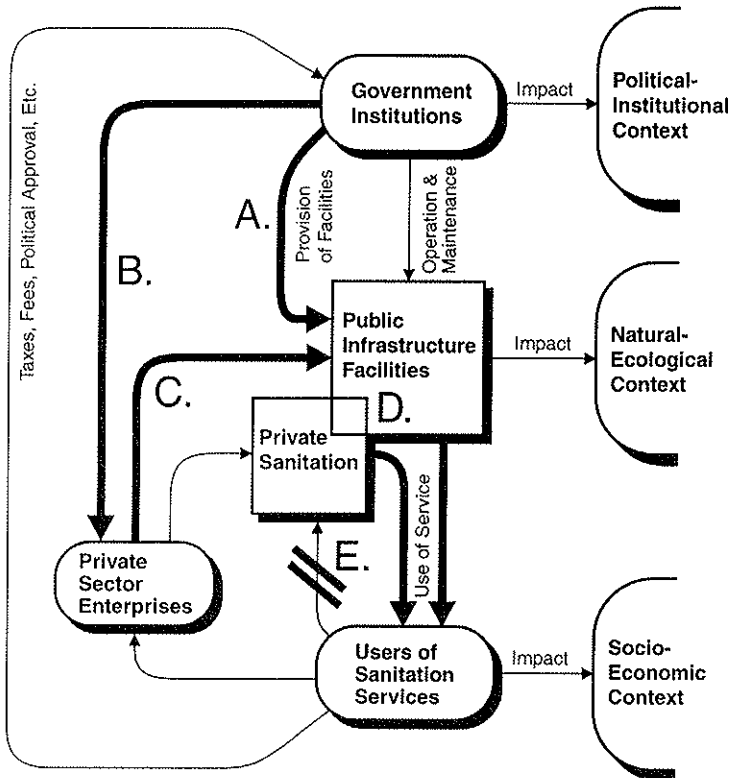 Taxes, Fees, Political Approval, Etc.
Government
Institutions
Impact
Political-
Institutional
Context
A.
Provision
of Facilities
Operation &
Maintenance
B.
Public
Infrastructure
Facilities
Impact
Natural-
Ecological
Context
C.
D.
Private
Sanitation
Use of Service
E.
Private
Sector
Enterprises
Users of
Sanitation
Services
Impact
Socio-
Economic
Context